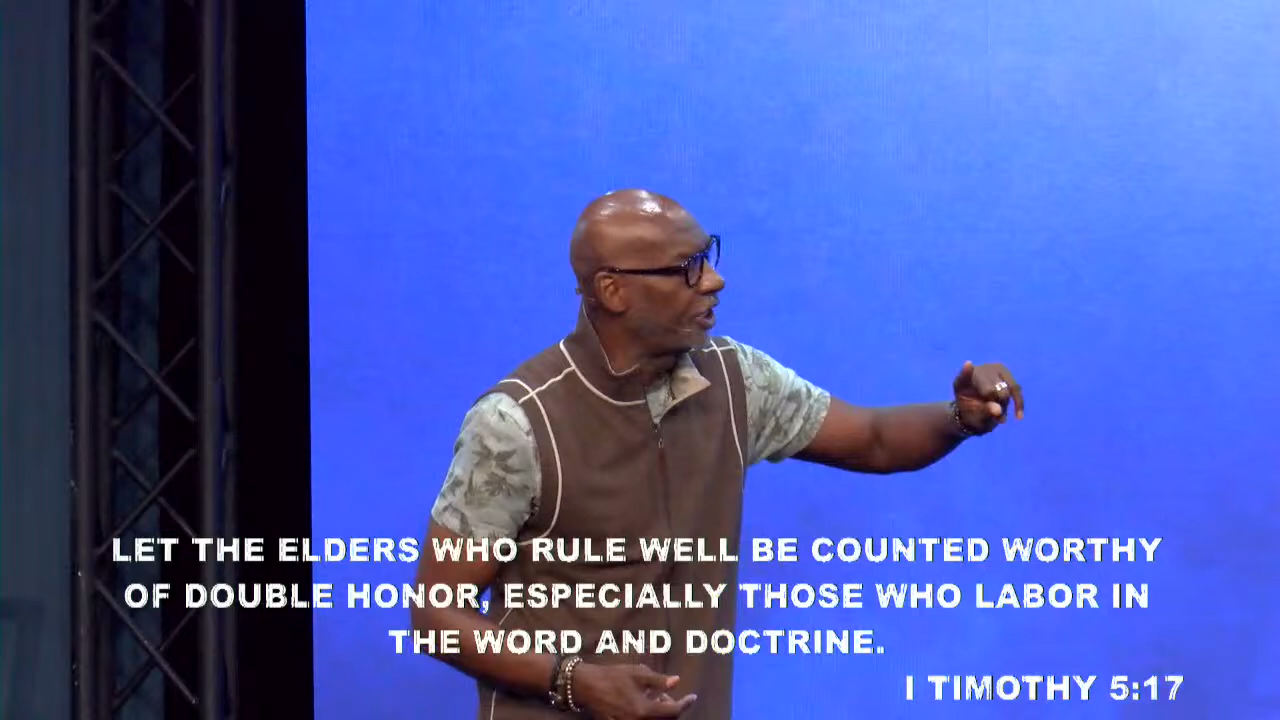 LET THE ELDERS WHO RULE WELL BE COUNTED WORTHY
OF DOUBLE HONOR, ESPECIALLY THOSE WHO LABOR IN
THE WORD AND DOCTRINE.
I TIMOTHY 5:17